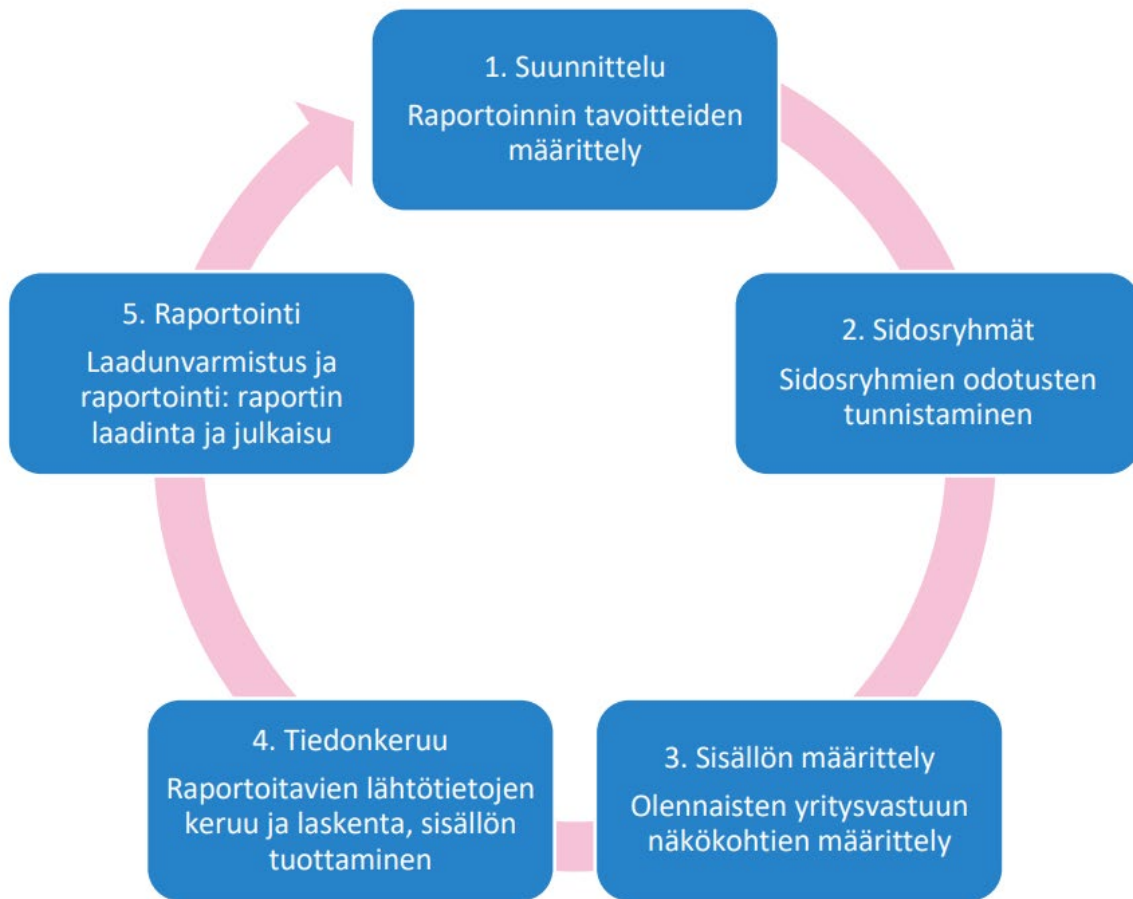 1. Suunnittelu
Raportoinnin tavoitteiden
määrittely
2. Sidosryhmät
Sidosryhmien odotusten
tunnistaminen
3. Sisällön määrittely
Olennaisten yritysvastuun
näkökohtien määrittely
4. Tiedonkeruu
Raportoitavien lähtötietojen
keruu ja laskenta, sisällön
tuottaminen
5. Raportointi
Laadunvarmistus ja
raportointi: raportin
laadinta ja julkaisu